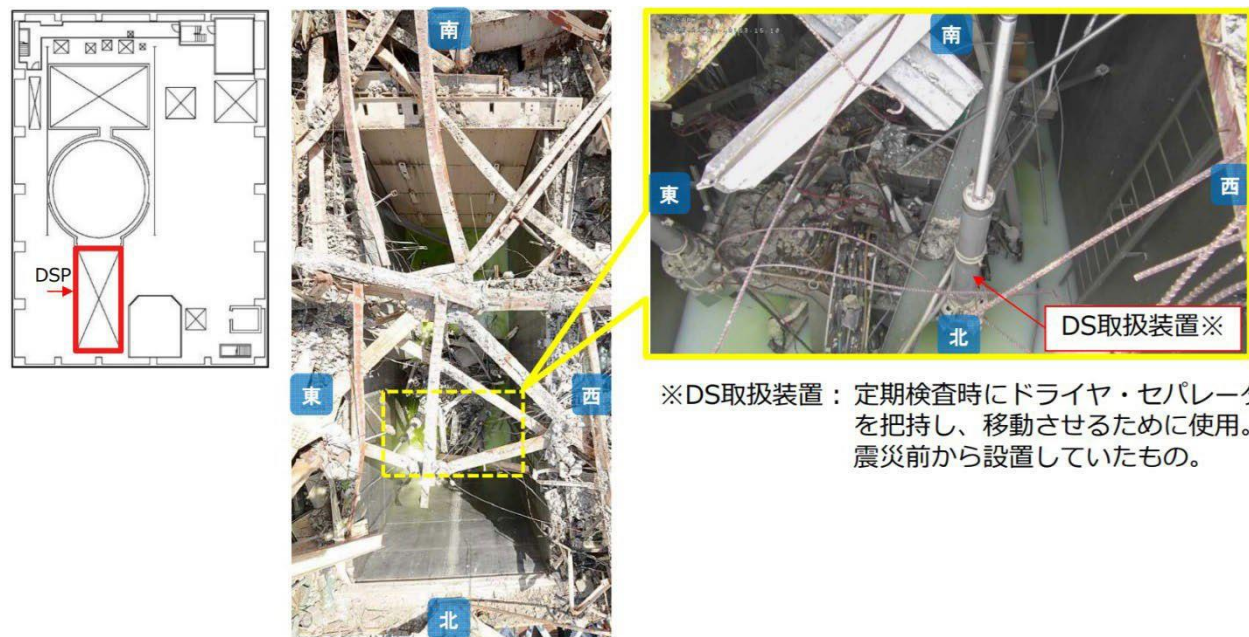 DSP
南
東
西
北
南
東
西
北
DS取扱装置※
※DS取扱装置： 定期検査時にドライヤ・セパレータ
を把持し、移動させるために使用。
震災前から設置していたもの。